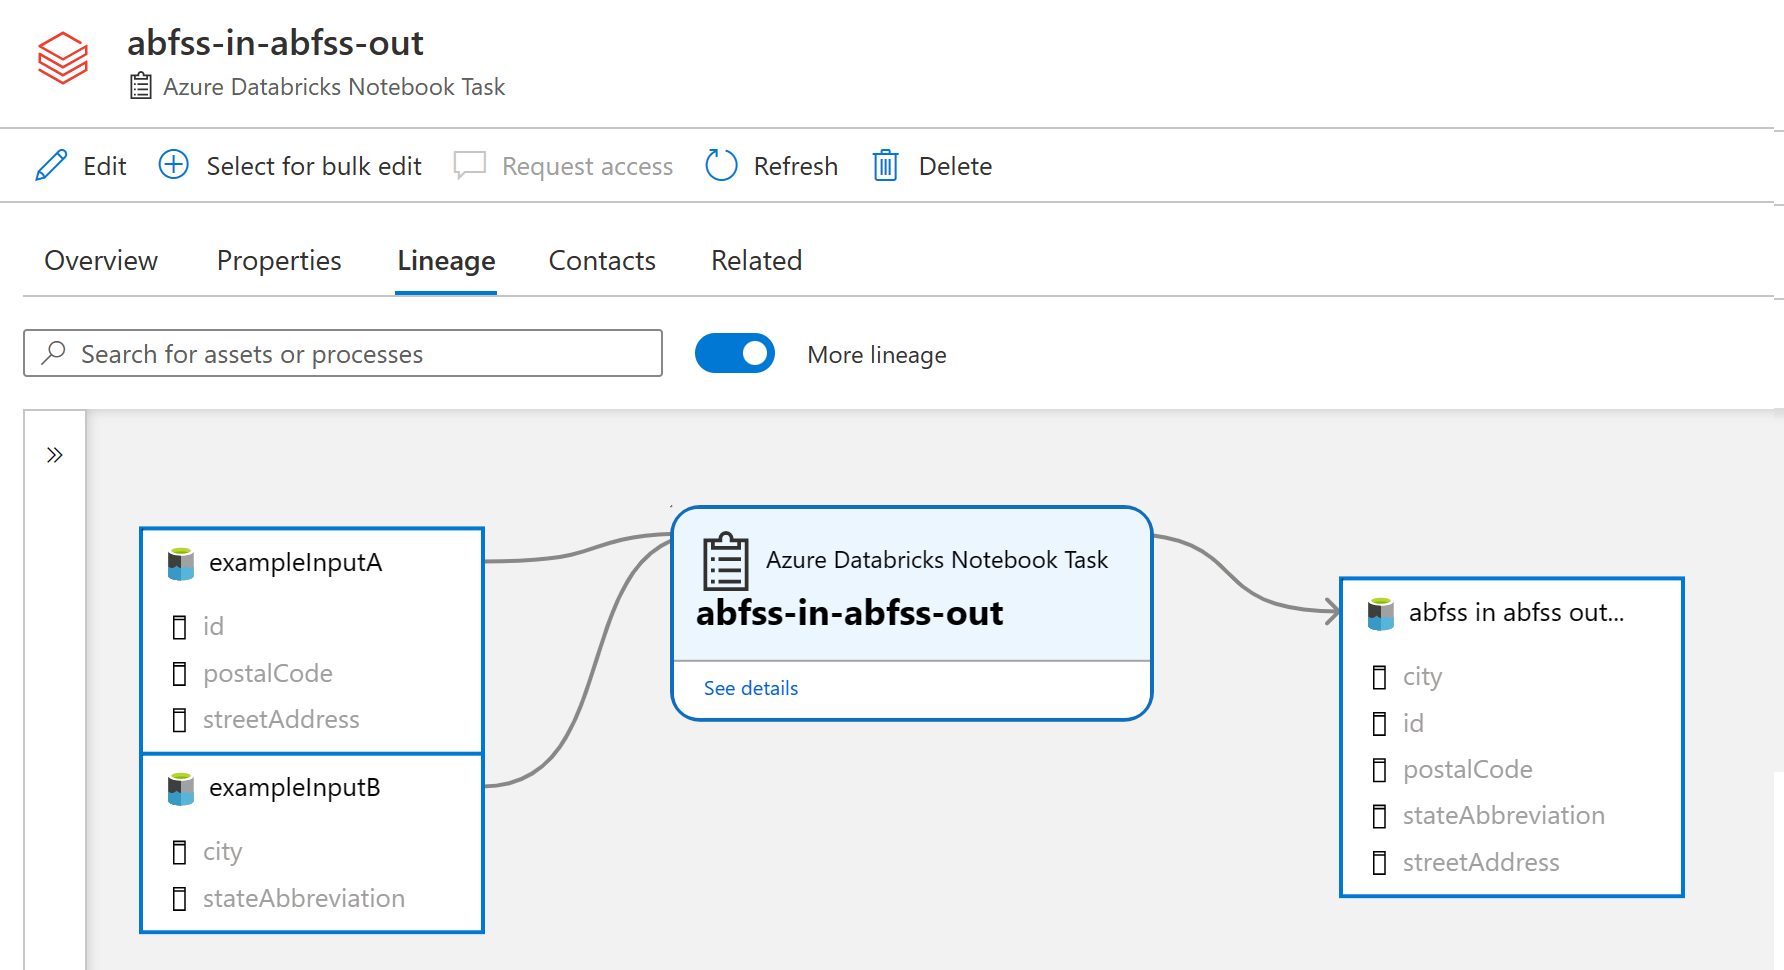 abfss-in-abfss-out
Azure Databricks Notebook Task
Edit
Select for bulk edit
Request access
Refresh
Delete
Overview
Properties
Lineage
Contacts
Related
Search for assets or processes
More lineage
exampleInputA
id
postalCode
streetAddress
exampleInputB
city
stateAbbreviation
Azure Databricks Notebook Task
abfss-in-abfss-out
See details
abfss in abfss out...
city
id
postalCode
stateAbbreviation
streetAddress